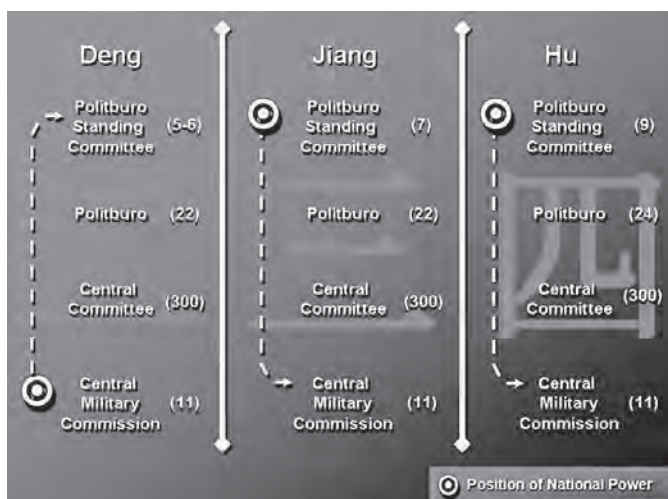 Deng
Politburo
Standing (5-6)
Committee
Politburo (22)
Central
Committee (300)
Central
Military (11)
Commission
Jiang
Politburo
Standing (7)
Committee
Politburo (22)
Central
Committee (300)
Central
Military (11)
Commission
三
Hu
Politburo
Standing (9)
Committee
Politburo (24)
Central
Committee (300)
Central
Military (11)
Commission
四
Position of National Power